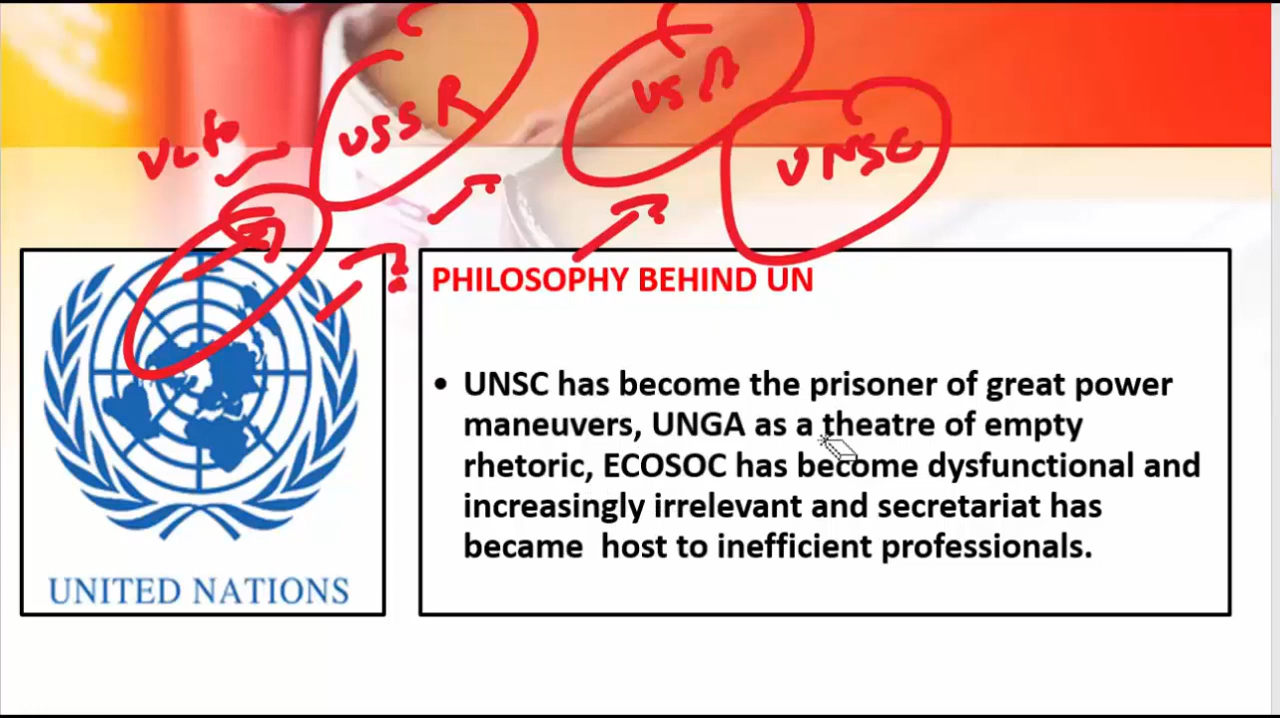 USSR
USA
veto
UNSC
PHILOSOPHY BEHIND UN
• UNSC has become the prisoner of great power
maneuvers, UNGA as a theatre of empty
rhetoric, ECOSOC has become dysfunctional and
increasingly irrelevant and secretariat has
became host to inefficient professionals.
UNITED NATIONS